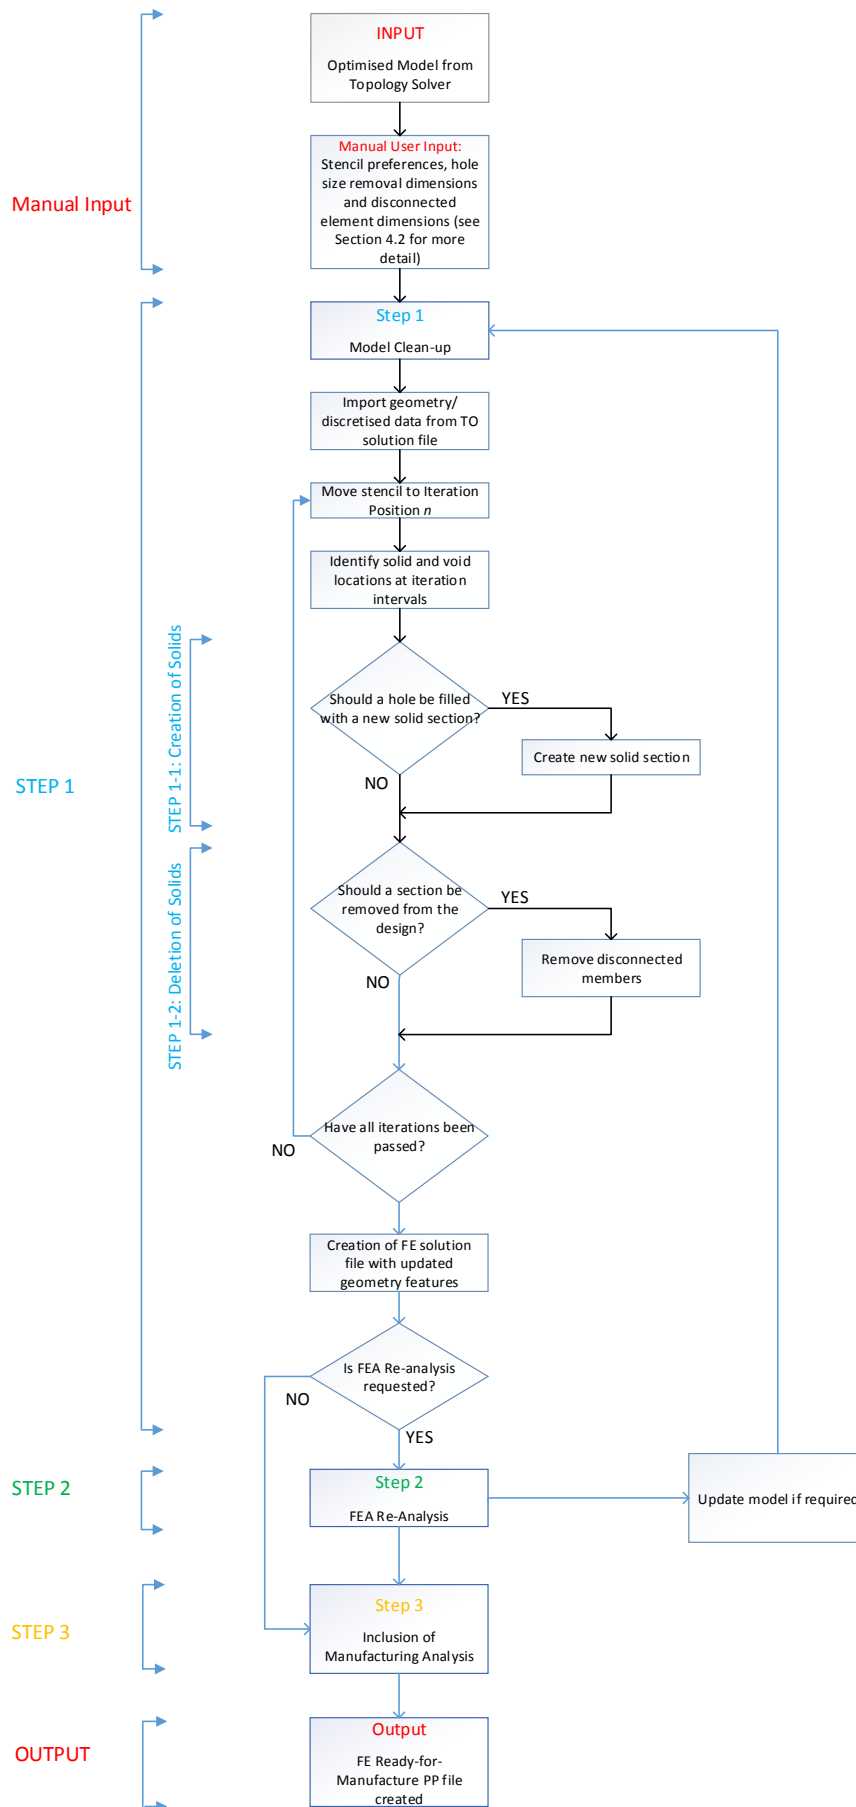 INPUT
Optimised Model from
Topology Solver
Manual User Input:
Stencil preferences, hole
size removal dimensions
and disconnected
element dimensions (see
Section 4.2 for more
detail)
Manual Input
Step 1
Model Clean-up
Import geometry/
discretised data from TO
solution file
Move stencil to Iteration
Position n
Identify solid and void
locations at iteration
intervals
STEP 1
STEP 1-1: Creation of Solids
Should a hole be filled
with a new solid section?
YES
Create new solid section
NO
STEP 1-2: Deletion of Solids
Should a section be
removed from the
design?
YES
Remove disconnected
members
NO
Have all iterations been
passed?
NO
Creation of FE solution
file with updated
geometry features
Is FEA Re-analysis
requested?
NO
YES
STEP 2
Step 2
FEA Re-Analysis
Update model if required
STEP 3
Step 3
Inclusion of
Manufacturing Analysis
OUTPUT
Output
FE Ready-for-
Manufacture PP file
created